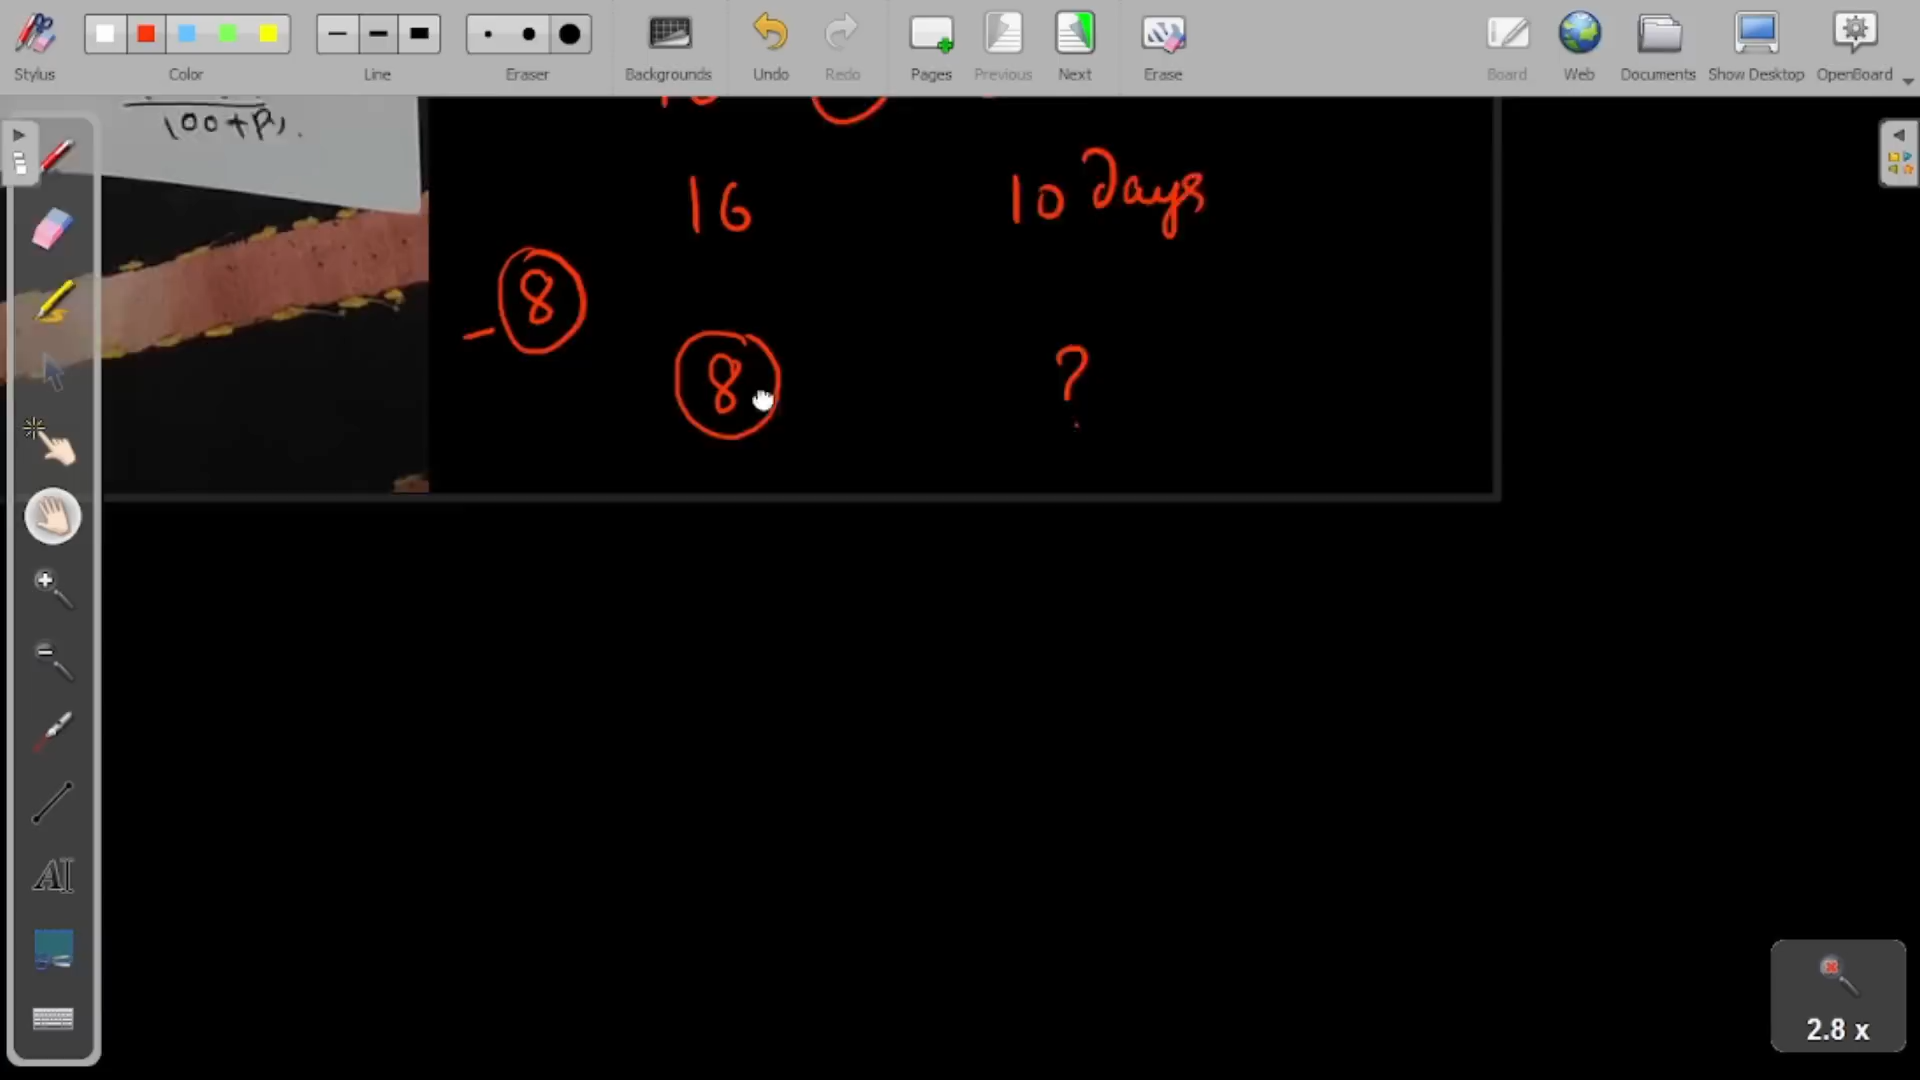 Stylus
Color
Line
Eraser
Backgrounds
Undo
Redo
Pages
Previous
Next
Erase
Board
Web
Documents
Show Desktop
OpenBoard
100+P).
16 10 days
- 8
8 ?
AI
2.8 x